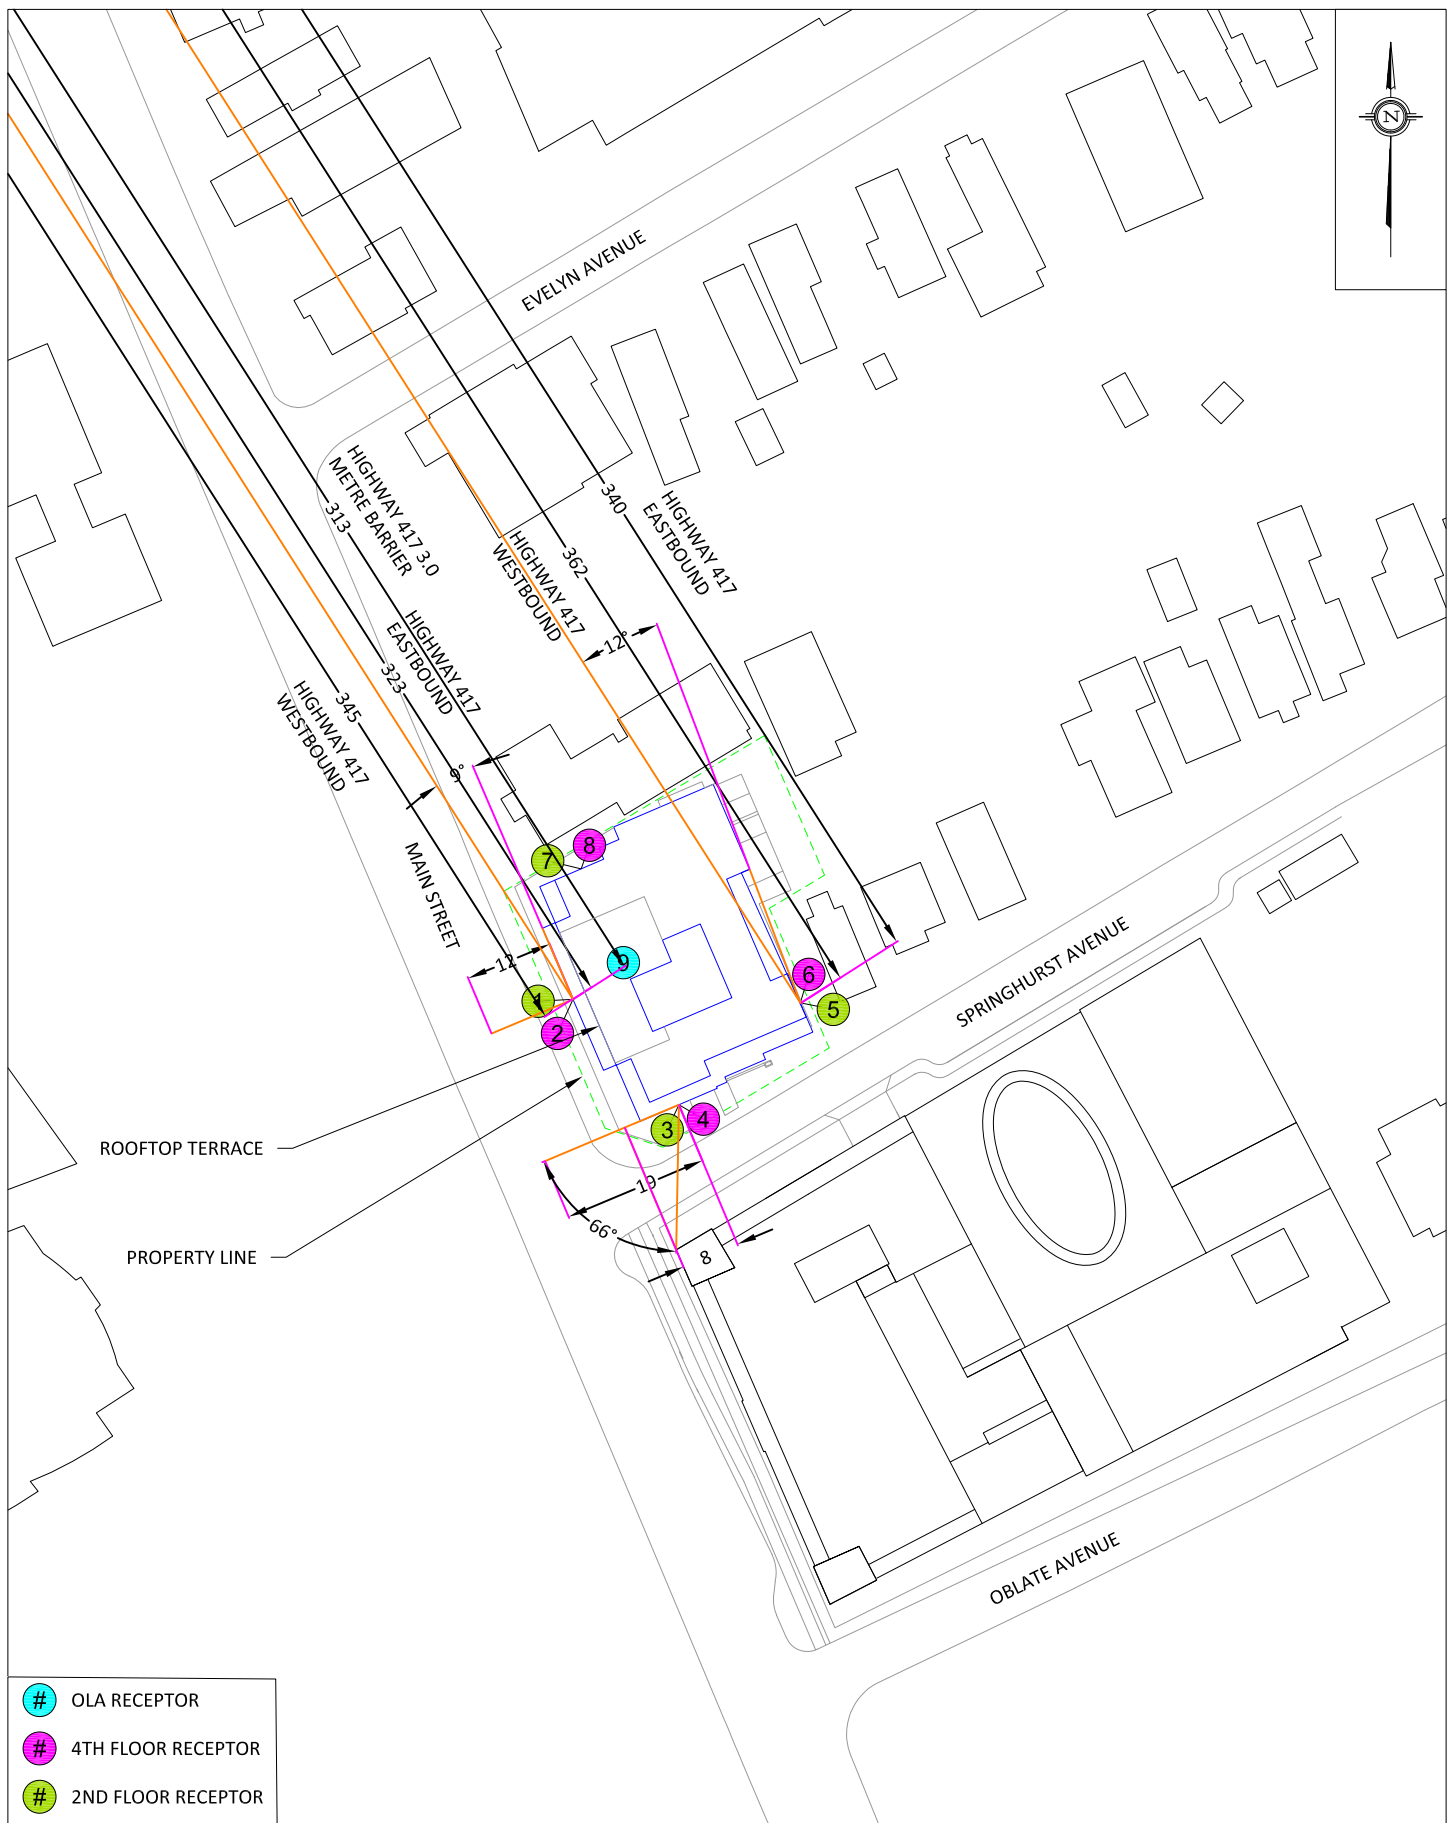 N
EVELYN AVENUE
HIGHWAY 417 3.0
METRE BARRIER
313
340
HIGHWAY 417
EASTBOUND
362
HIGHWAY 417
WESTBOUND
12°
HIGHWAY 417
EASTBOUND
323
345
HIGHWAY 417
WESTBOUND
9°
MAIN STREET
7
8
12
9
1
2
6
5
SPRINGHURST AVENUE
3
4
ROOFTOP TERRACE
19
66°
PROPERTY LINE
8
OBLATE AVENUE
# OLA RECEPTOR
# 4TH FLOOR RECEPTOR
# 2ND FLOOR RECEPTOR